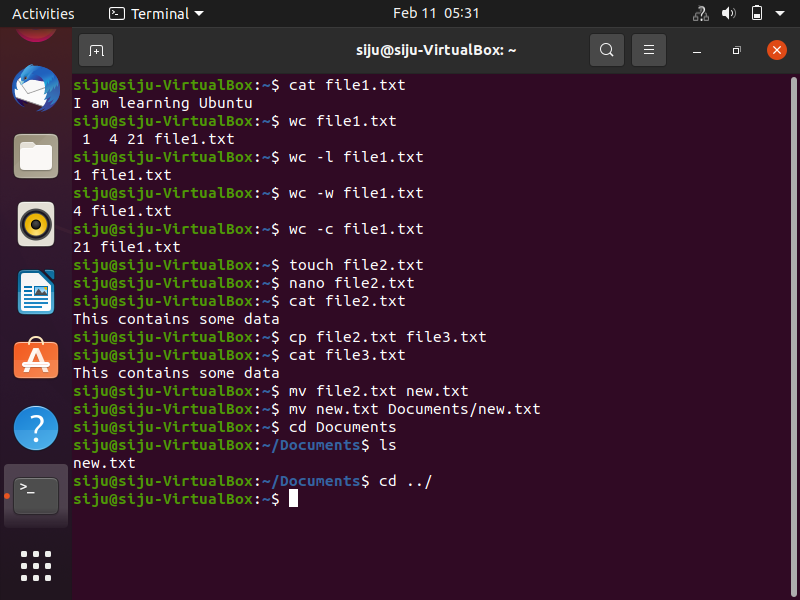 Activities Terminal Feb 11 05:31
siju@siju-VirtualBox: ~
siju@siju-VirtualBox:~$ cat file1.txt
I am learning Ubuntu
siju@siju-VirtualBox:~$ wc file1.txt
 1  4 21 file1.txt
siju@siju-VirtualBox:~$ wc -l file1.txt
1 file1.txt
siju@siju-VirtualBox:~$ wc -w file1.txt
4 file1.txt
siju@siju-VirtualBox:~$ wc -c file1.txt
21 file1.txt
siju@siju-VirtualBox:~$ touch file2.txt
siju@siju-VirtualBox:~$ nano file2.txt
siju@siju-VirtualBox:~$ cat file2.txt
This contains some data
siju@siju-VirtualBox:~$ cp file2.txt file3.txt
siju@siju-VirtualBox:~$ cat file3.txt
This contains some data
siju@siju-VirtualBox:~$ mv file2.txt new.txt
siju@siju-VirtualBox:~$ mv new.txt Documents/new.txt
siju@siju-VirtualBox:~$ cd Documents
siju@siju-VirtualBox:~/Documents$ ls
new.txt
siju@siju-VirtualBox:~/Documents$ cd ../
siju@siju-VirtualBox:~$